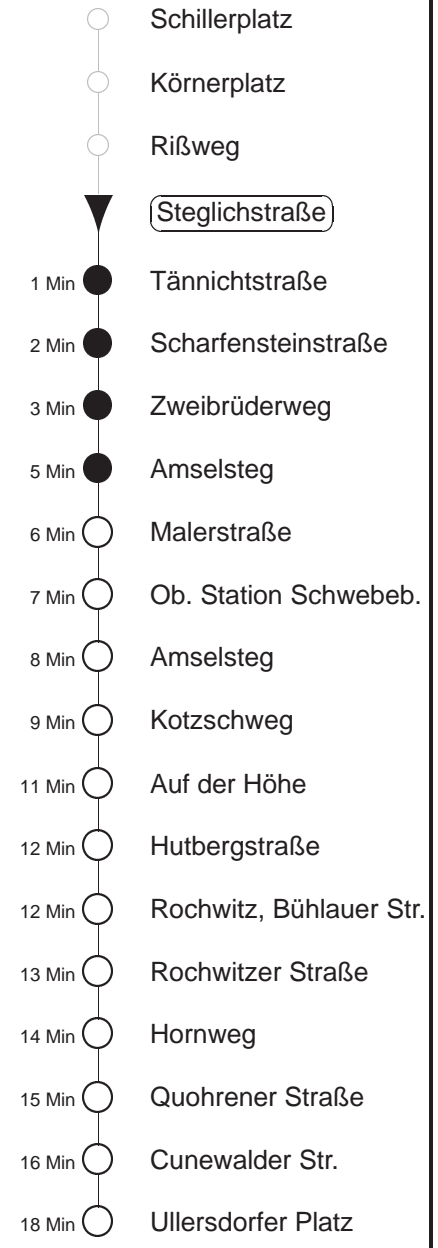 Schillerplatz
Körnerplatz
Rißweg
Steglichstraße
1 Min Tännichtstraße
2 Min Scharfensteinstraße
3 Min Zweibrüderweg
5 Min Amselsteg
6 Min Malerstraße
7 Min Ob. Station Schwebeb.
8 Min Amselsteg
9 Min Kotzschweg
11 Min Auf der Höhe
12 Min Hutbergstraße
12 Min Rochwitz, Bühlauer Str.
13 Min Rochwitzer Straße
14 Min Hornweg
15 Min Quohrener Straße
16 Min Cunewalder Str.
18 Min Ullersdorfer Platz